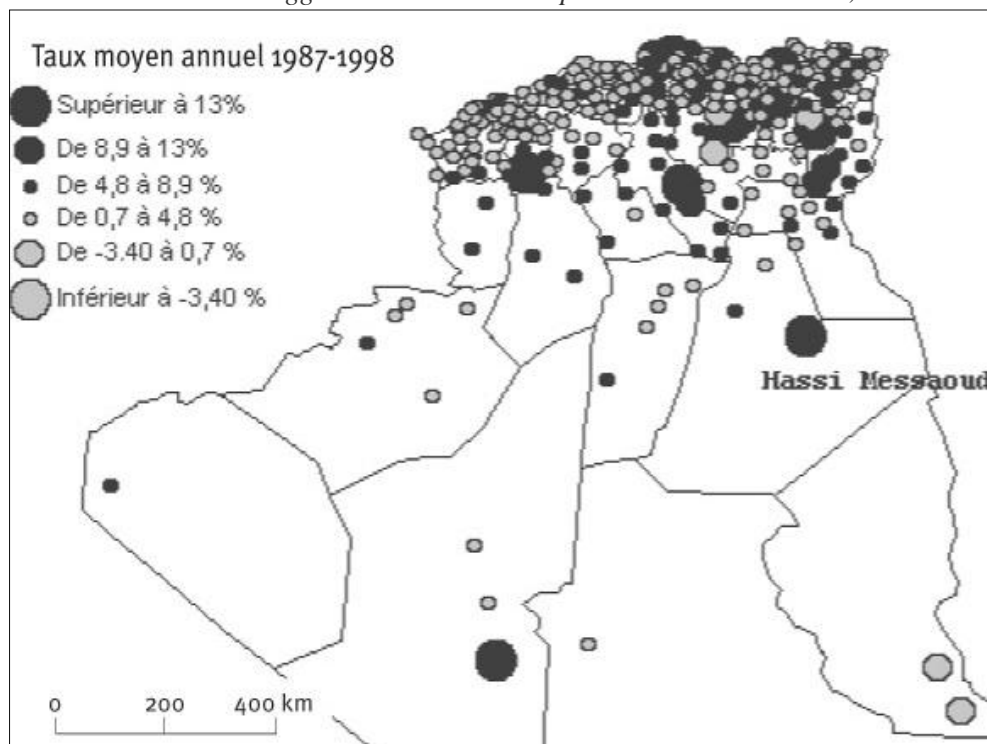 Taux moyen annuel 1987-1998
Supérieur à 13%
De 8,9 à 13%
De 4,8 à 8,9 %
De 0,7 à 4,8 %
De -3.40 à 0,7 %
Inférieur à -3,40 %
Hassi Messaoud
0 200 400 km